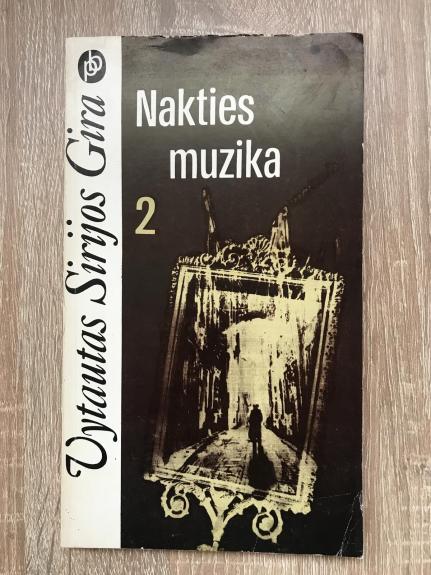 Vytautas Sirijos Gira
Nakties
muzika
2